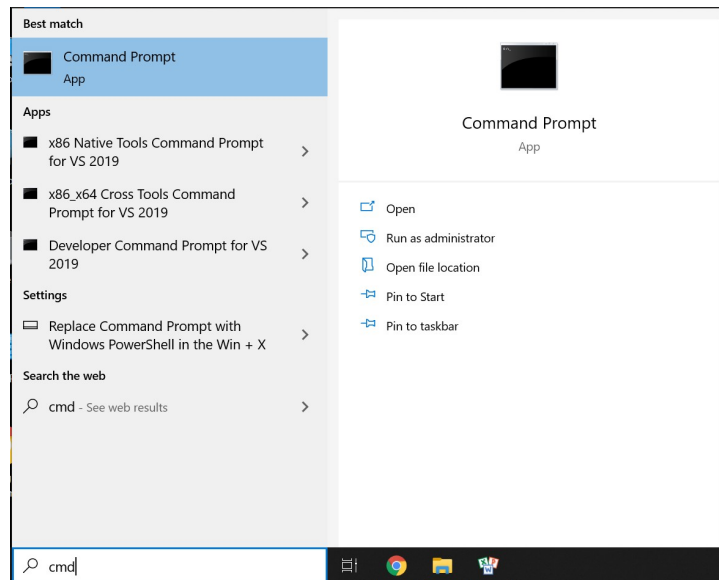 Best match
Command Prompt
App
Apps
x86 Native Tools Command Prompt
for VS 2019
x86_x64 Cross Tools Command
Prompt for VS 2019
Developer Command Prompt for VS
2019
Settings
Replace Command Prompt with
Windows PowerShell in the Win + X
Search the web
cmd - See web results
cmd
Command Prompt
App
Open
Run as administrator
Open file location
Pin to Start
Pin to taskbar